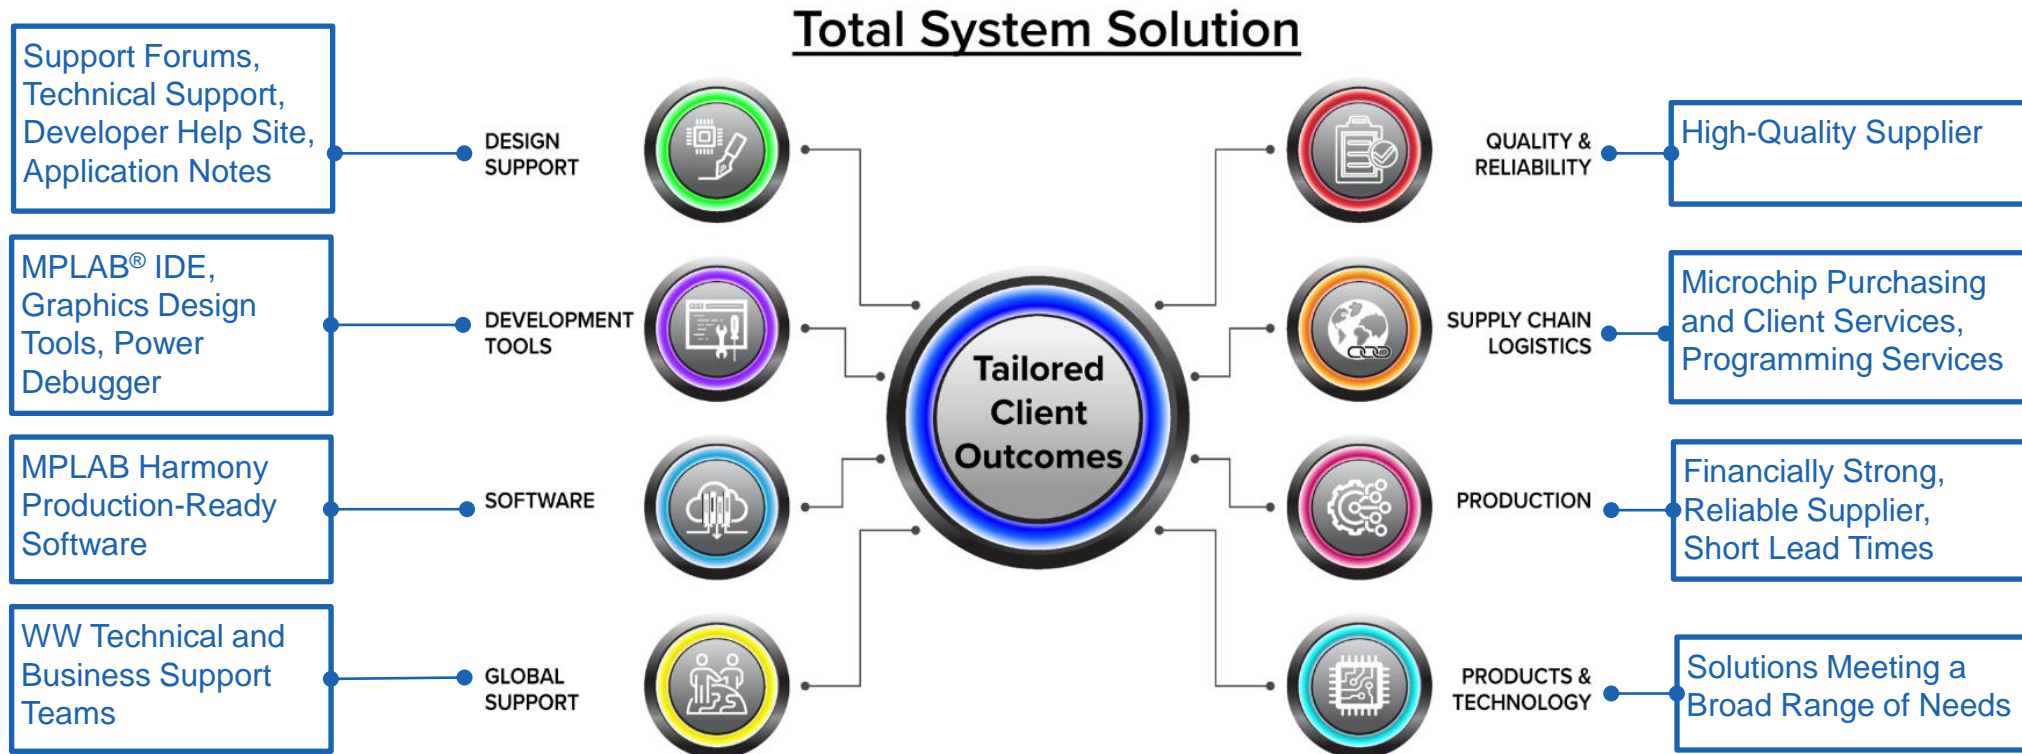 Total System Solution
Support Forums,
Technical Support,
Developer Help Site,
Application Notes
DESIGN
SUPPORT
MPLAB® IDE,
Graphics Design
Tools, Power
Debugger
DEVELOPMENT
TOOLS
MPLAB Harmony
Production-Ready
Software
SOFTWARE
WW Technical and
Business Support
Teams
GLOBAL
SUPPORT
Tailored
Client
Outcomes
QUALITY &
RELIABILITY
High-Quality Supplier
SUPPLY CHAIN
LOGISTICS
Microchip Purchasing
and Client Services,
Programming Services
PRODUCTION
Financially Strong,
Reliable Supplier,
Short Lead Times
PRODUCTS &
TECHNOLOGY
Solutions Meeting a
Broad Range of Needs